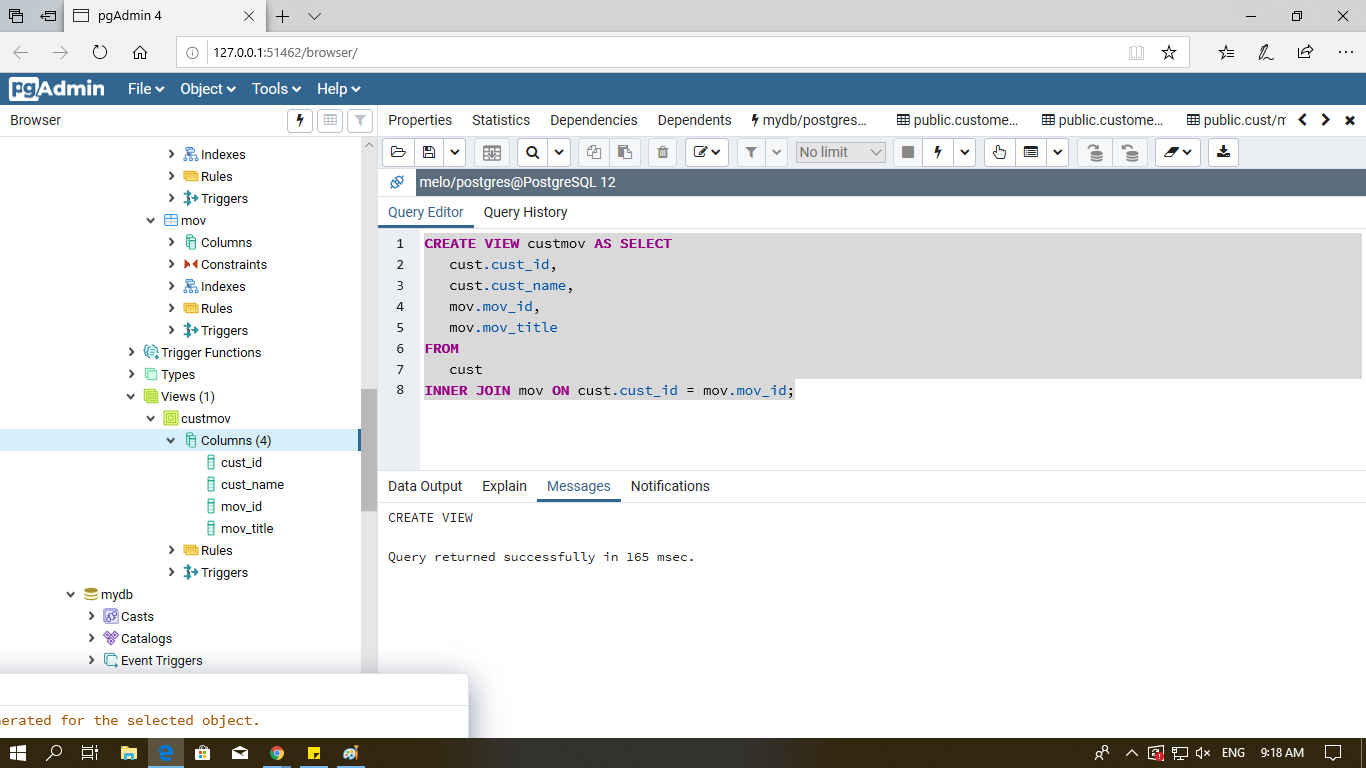 pgAdmin 4
127.0.0.1:51462/browser/
pgAdmin File Object Tools Help
Browser
Properties Statistics Dependencies Dependents mydb/postgres... public.custome... public.custome... public.cust/m
No limit
melo/postgres@PostgreSQL 12
Query Editor Query History
Indexes
Rules
Triggers
mov
Columns
Constraints
Indexes
Rules
Triggers
Trigger Functions
Types
Views (1)
custmov
Columns (4)
cust_id
cust_name
mov_id
mov_title
Rules
Triggers
mydb
Casts
Catalogs
Event Triggers
1 CREATE VIEW custmov AS SELECT
2 cust.cust_id,
3 cust.cust_name,
4 mov.mov_id,
5 mov.mov_title
6 FROM
7 cust
8 INNER JOIN mov ON cust.cust_id = mov.mov_id;
Data Output Explain Messages Notifications
CREATE VIEW
Query returned successfully in 165 msec.
nerated for the selected object.
ENG 9:18 AM